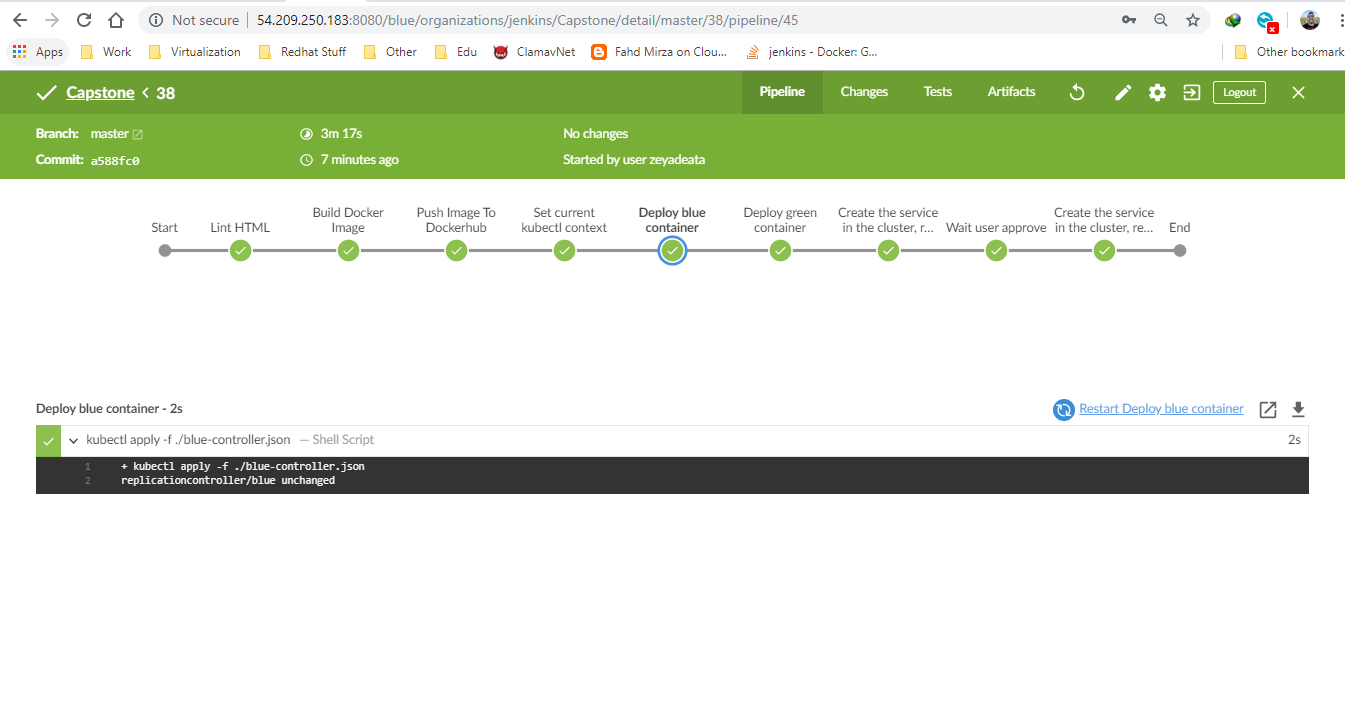 Not secure 54.209.250.183:8080/blue/organizations/jenkins/Capstone/detail/master/38/pipeline/45
Apps Work Virtualization Redhat Stuff Other Edu ClamavNet Fahd Mirza on Clou... jenkins - Docker: G... Other bookmark
Capstone < 38 Pipeline Changes Tests Artifacts Logout
Branch: master 3m 17s No changes
Commit: a588fc0 7 minutes ago Started by user zeyadeata
Start Lint HTML Build Docker Image Push Image To Dockerhub Set current kubectl context Deploy blue container Deploy green container Create the service in the cluster, r... Wait user approve Create the service in the cluster, re... End
Deploy blue container - 2s Restart Deploy blue container
kubectl apply -f ./blue-controller.json — Shell Script 2s
1 + kubectl apply -f ./blue-controller.json
2 replicationcontroller/blue unchanged